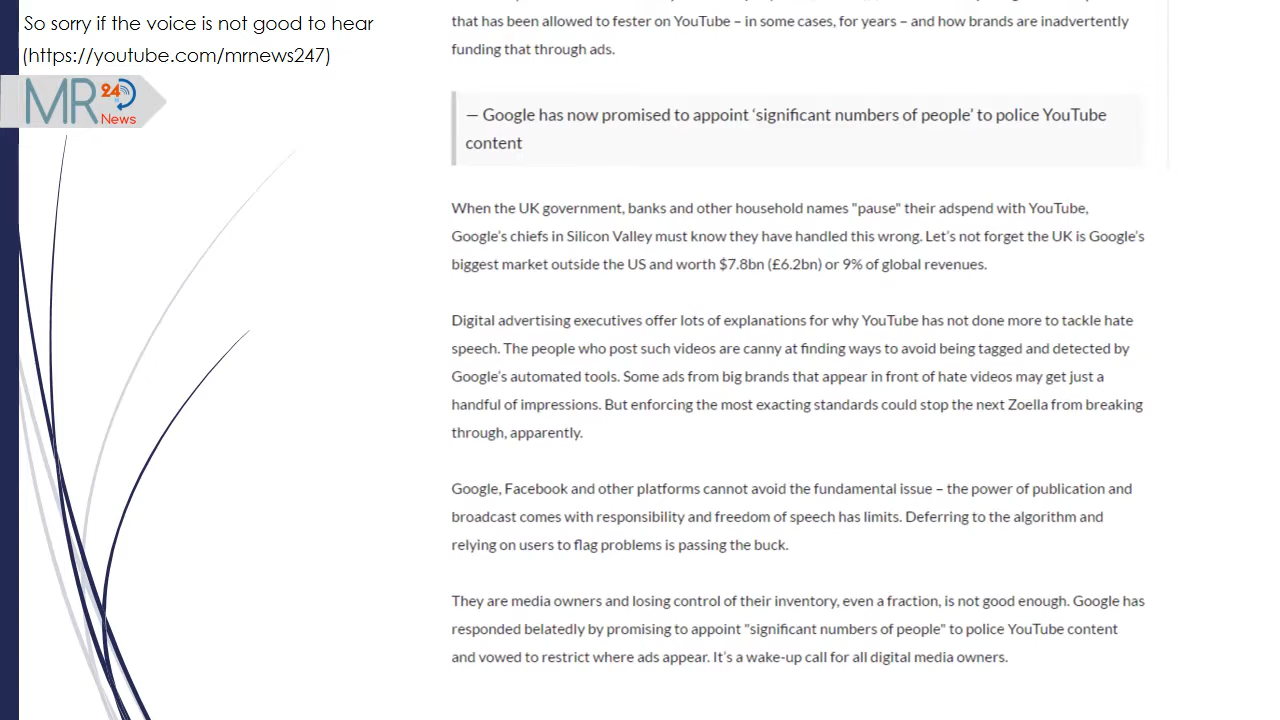 So sorry if the voice is not good to hear
(https://youtube.com/mrnews247)
MR
24
News
that has been allowed to fester on YouTube – in some cases, for years – and how brands are inadvertently
funding that through ads.
— Google has now promised to appoint ‘significant numbers of people’ to police YouTube
content
When the UK government, banks and other household names "pause" their adspend with YouTube,
Google’s chiefs in Silicon Valley must know they have handled this wrong. Let’s not forget the UK is Google’s
biggest market outside the US and worth $7.8bn (£6.2bn) or 9% of global revenues.
Digital advertising executives offer lots of explanations for why YouTube has not done more to tackle hate
speech. The people who post such videos are canny at finding ways to avoid being tagged and detected by
Google’s automated tools. Some ads from big brands that appear in front of hate videos may get just a
handful of impressions. But enforcing the most exacting standards could stop the next Zoella from breaking
through, apparently.
Google, Facebook and other platforms cannot avoid the fundamental issue – the power of publication and
broadcast comes with responsibility and freedom of speech has limits. Deferring to the algorithm and
relying on users to flag problems is passing the buck.
They are media owners and losing control of their inventory, even a fraction, is not good enough. Google has
responded belatedly by promising to appoint "significant numbers of people" to police YouTube content
and vowed to restrict where ads appear. It’s a wake-up call for all digital media owners.